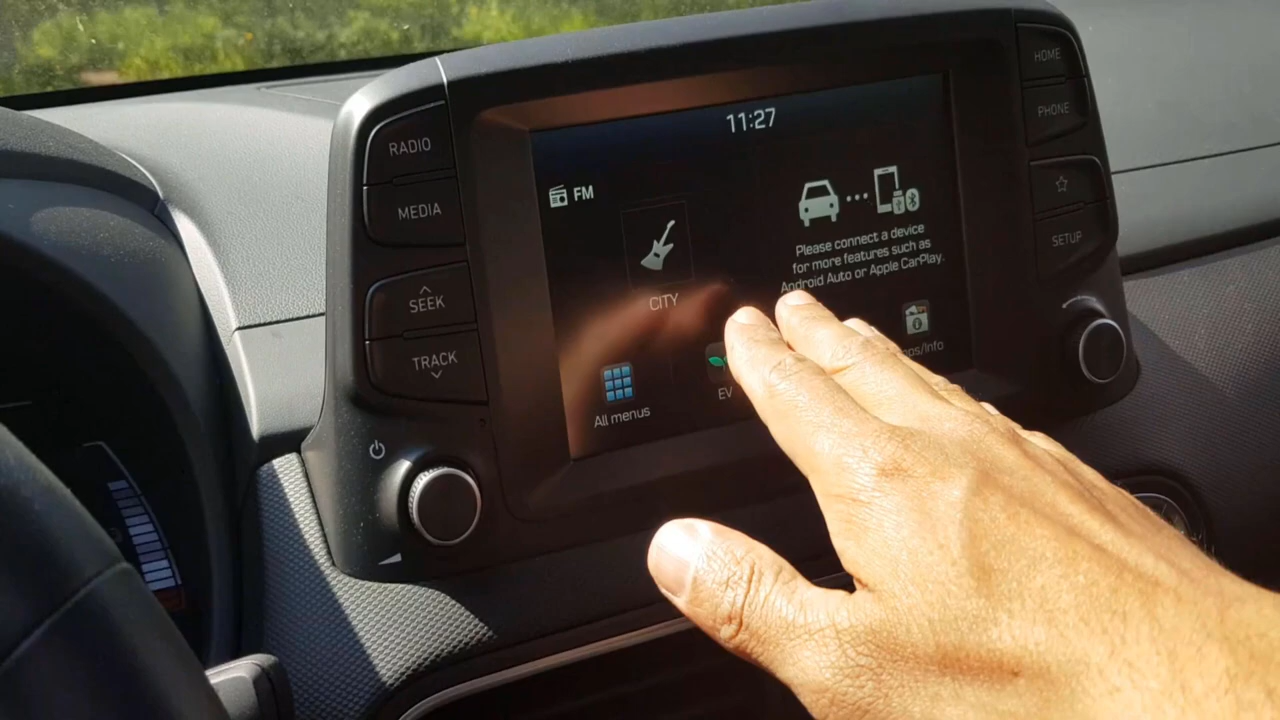 11:27
RADIO
MEDIA
SEEK
TRACK
FM
CITY
Please connect a device
for more features such as
Android Auto or Apple CarPlay.
All menus
EV
/Info
HOME
PHONE
SETUP